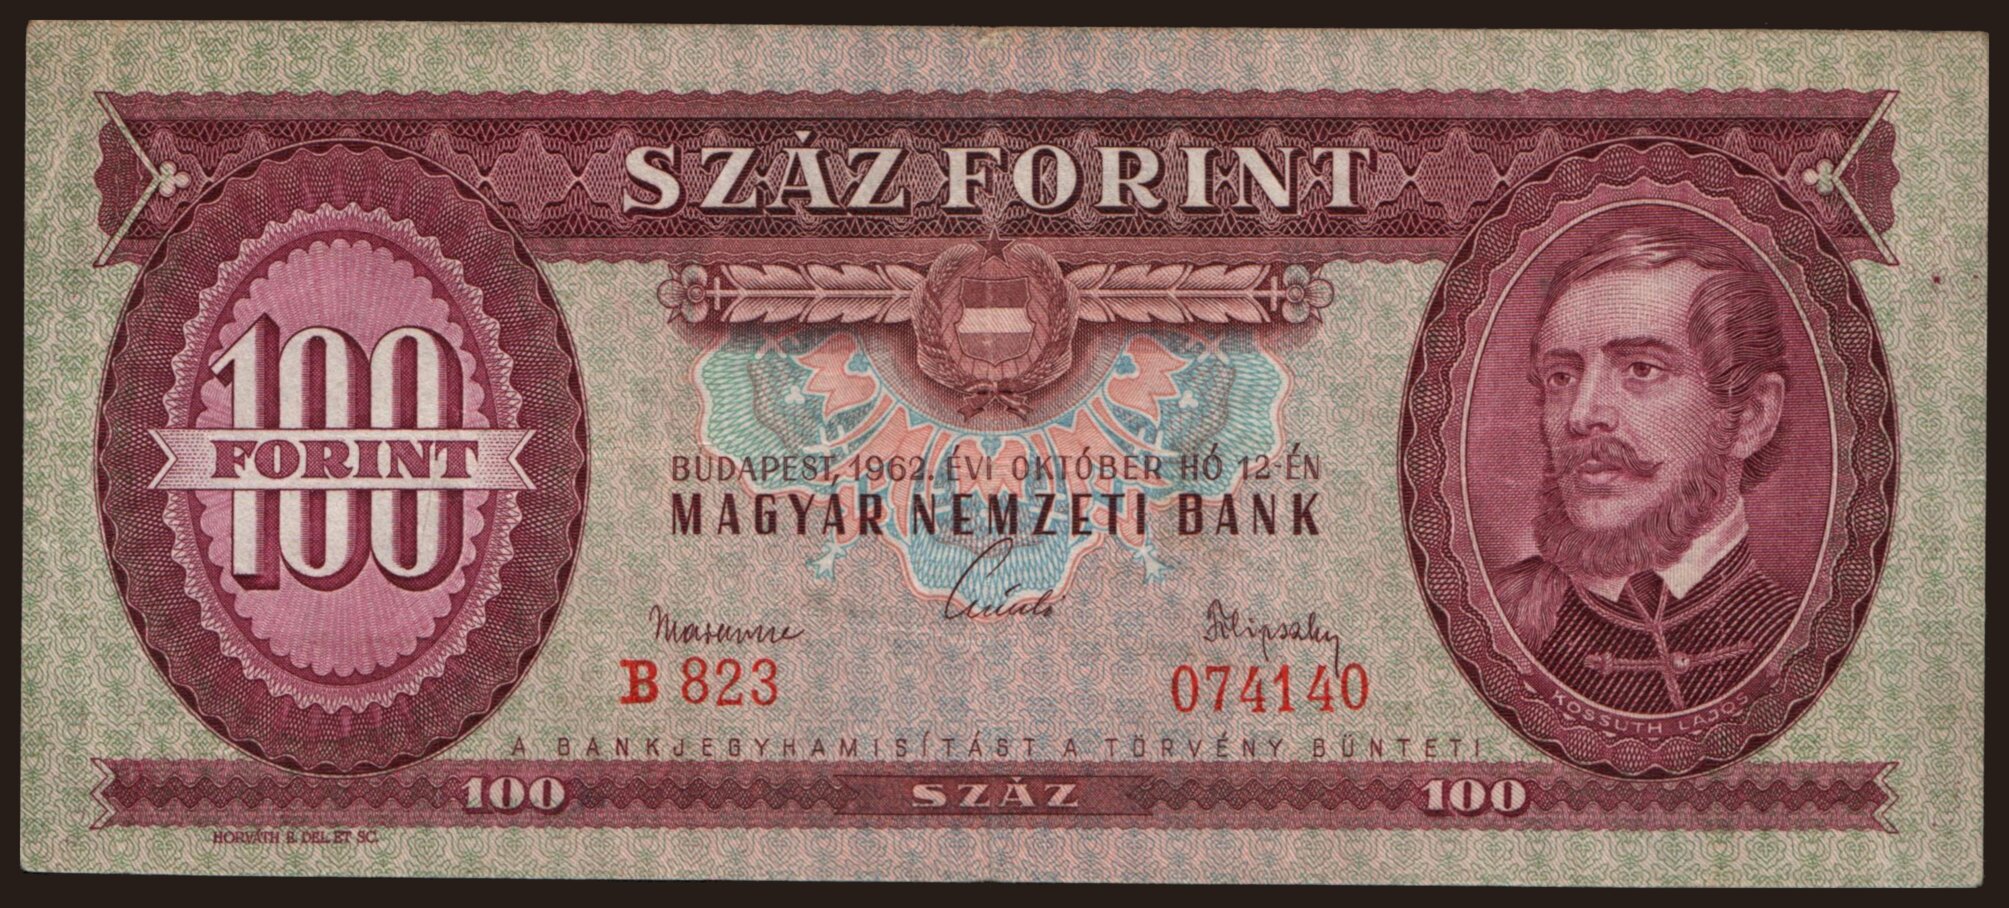 SZÁZ FORINT
100
FORINT
BUDAPEST, 1962. ÉVI OKTÓBER HÓ 12-ÉN
MAGYAR NEMZETI BANK
B 823
074140
KOSSUTH LAJOS
A BANKJEGYHAMISÍTÁST A TÖRVÉNY BÜNTETI
100 SZÁZ 100
HORVÁTH E. DEL. ET SC.